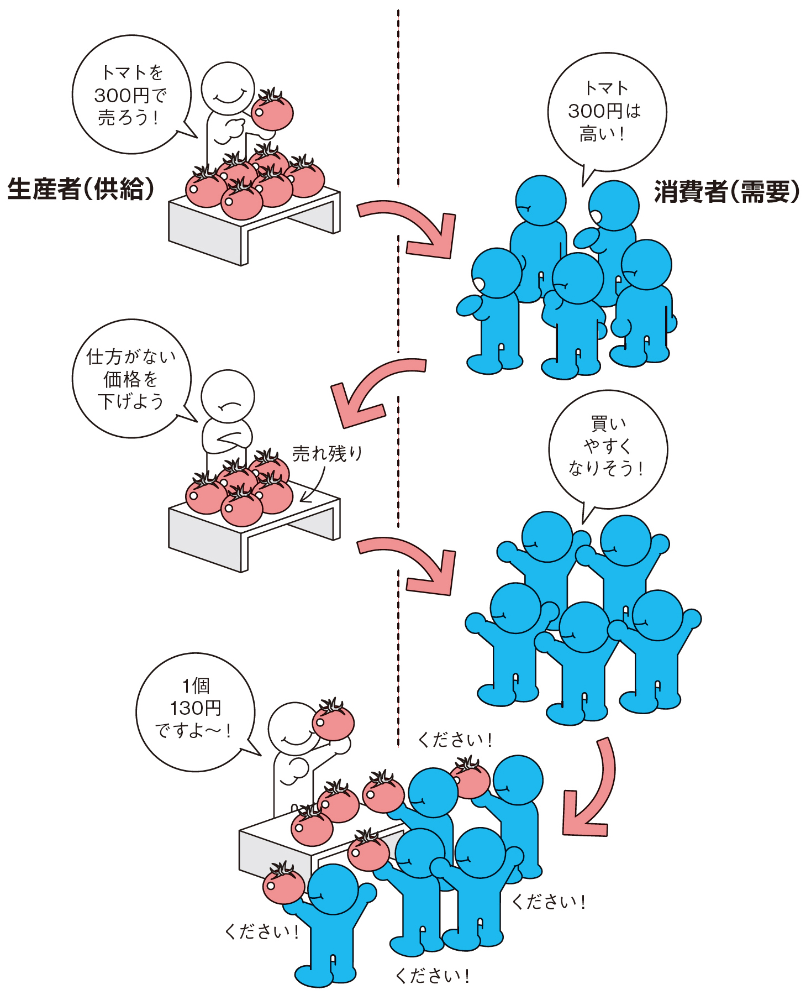 トマトを
300円で
売ろう！
生産者（供給）
トマト
300円は
高い！
消費者（需要）
仕方がない
価格を
下げよう
売れ残り
買い
やすく
なりそう！
1個
130円
ですよ〜！
ください！
ください！
ください！
ください！